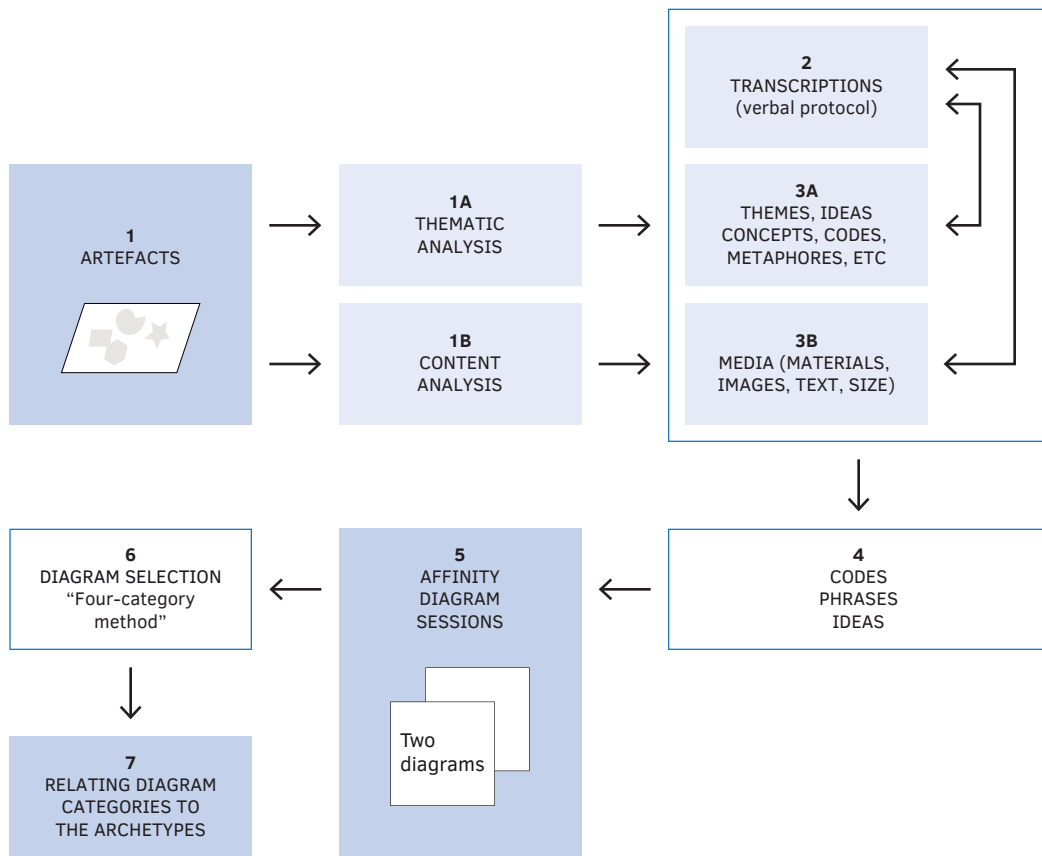 1
ARTEFACTS
1A
THEMATIC
ANALYSIS
1B
CONTENT
ANALYSIS
2
TRANSCRIPTIONS
(verbal protocol)
3A
THEMES, IDEAS
CONCEPTS, CODES,
METAPHORES, ETC
3B
MEDIA (MATERIALS,
IMAGES, TEXT, SIZE)
4
CODES
PHRASES
IDEAS
5
AFFINITY
DIAGRAM
SESSIONS
Two
diagrams
6
DIAGRAM SELECTION
“Four-category
method”
7
RELATING DIAGRAM
CATEGORIES TO
THE ARCHETYPES